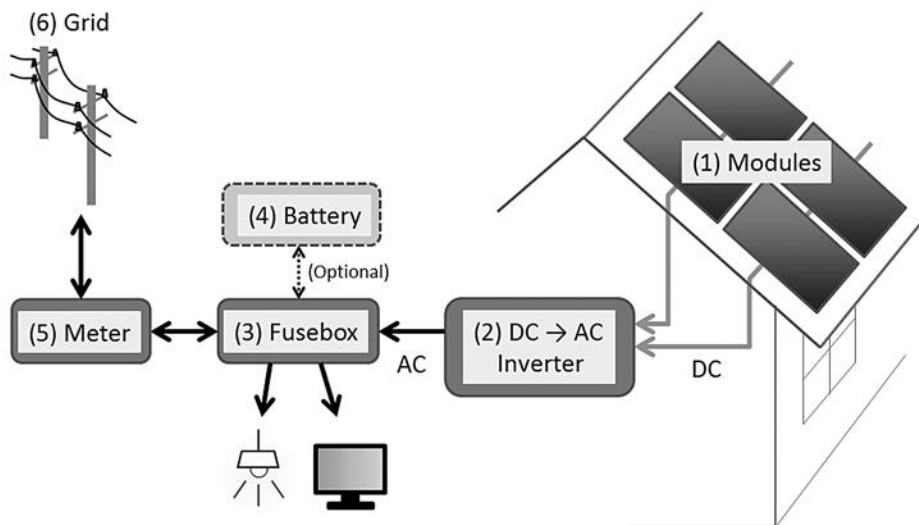 (6) Grid
(1) Modules
(4) Battery
(Optional)
(5) Meter
(3) Fusebox
AC
(2) DC → AC
Inverter
DC